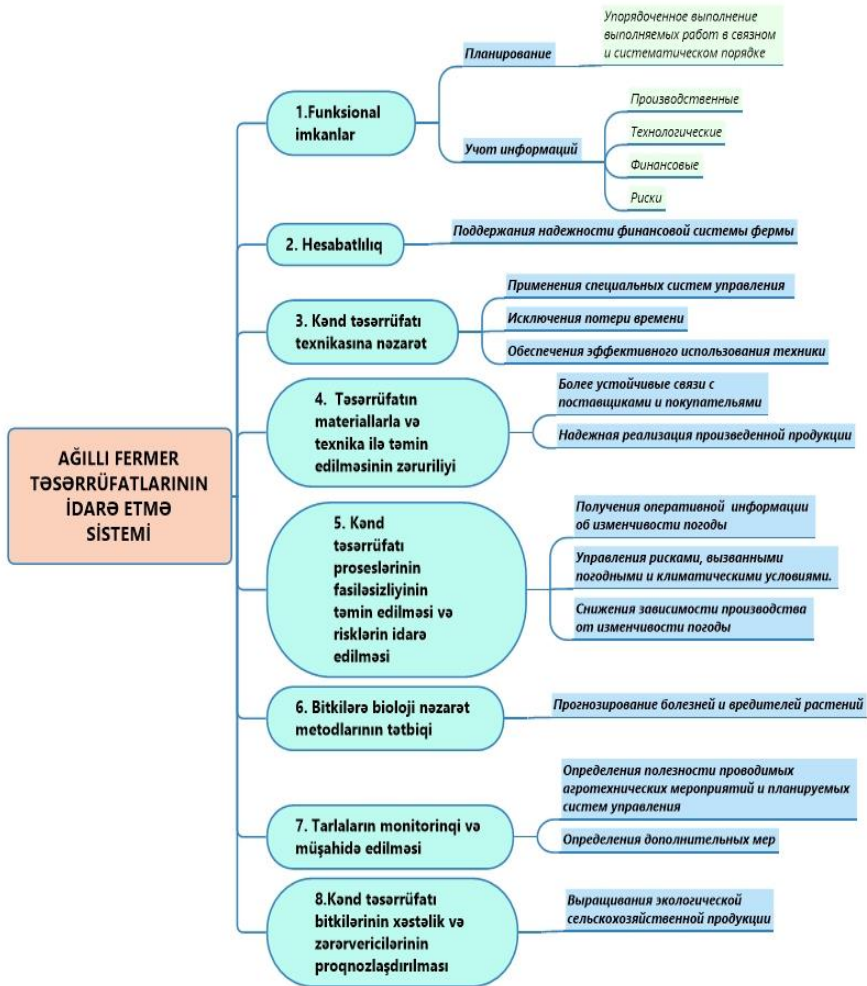 AĞILLI FERMER
TƏSƏRRÜFATLARININ
İDARƏ ETMƏ
SİSTEMİ
1.Funksional
imkanlar
Планирование
Упорядоченное выполнение
выполняемых работ в связном
и систематическом порядке
Учот информаций
Производственные
Технологические
Финансовые
Риски
2. Hesabatlılıq
Поддержания надежности финансовой системы фермы
3. Kənd təsərrüfatı
texnikasına nəzarət
Применения специальных систем управления
Исключения потери времени
Обеспечения эффективного использования техники
4. Təsərrüfatın
materiallarla və
texnika ilə təmin
edilməsinin zəruriliyi
Более устойчивые связи с
поставщиками и покупательями
Надежная реализация произведенной продукции
5. Kənd
təsərrüfatı
proseslərinin
fasiləsizliyinin
təmin edilməsi və
risklərin idarə
edilməsi
Получения оперативной информации
об изменчивости погоды
Управления рисками, вызванными
погодными и климатическими условиями.
Снижения зависимости производства
от изменчивости погоды
6. Bitkilərə bioloji nəzarət
metodlarının tətbiqi
Прогнозирование болезней и вредителей растений
7. Tarlaların monitorinqi və
müşahidə edilməsi
Определения полезности проводимых
агротехнических мероприятий и планируемых
систем управления
Определения дополнительных мер
8.Kənd təsərrüfatı
bitkilərinin xəstəlik və
zərərvericilərinin
proqnozlaşdırılması
Выращивания экологической
сельскохозяйственной продукции